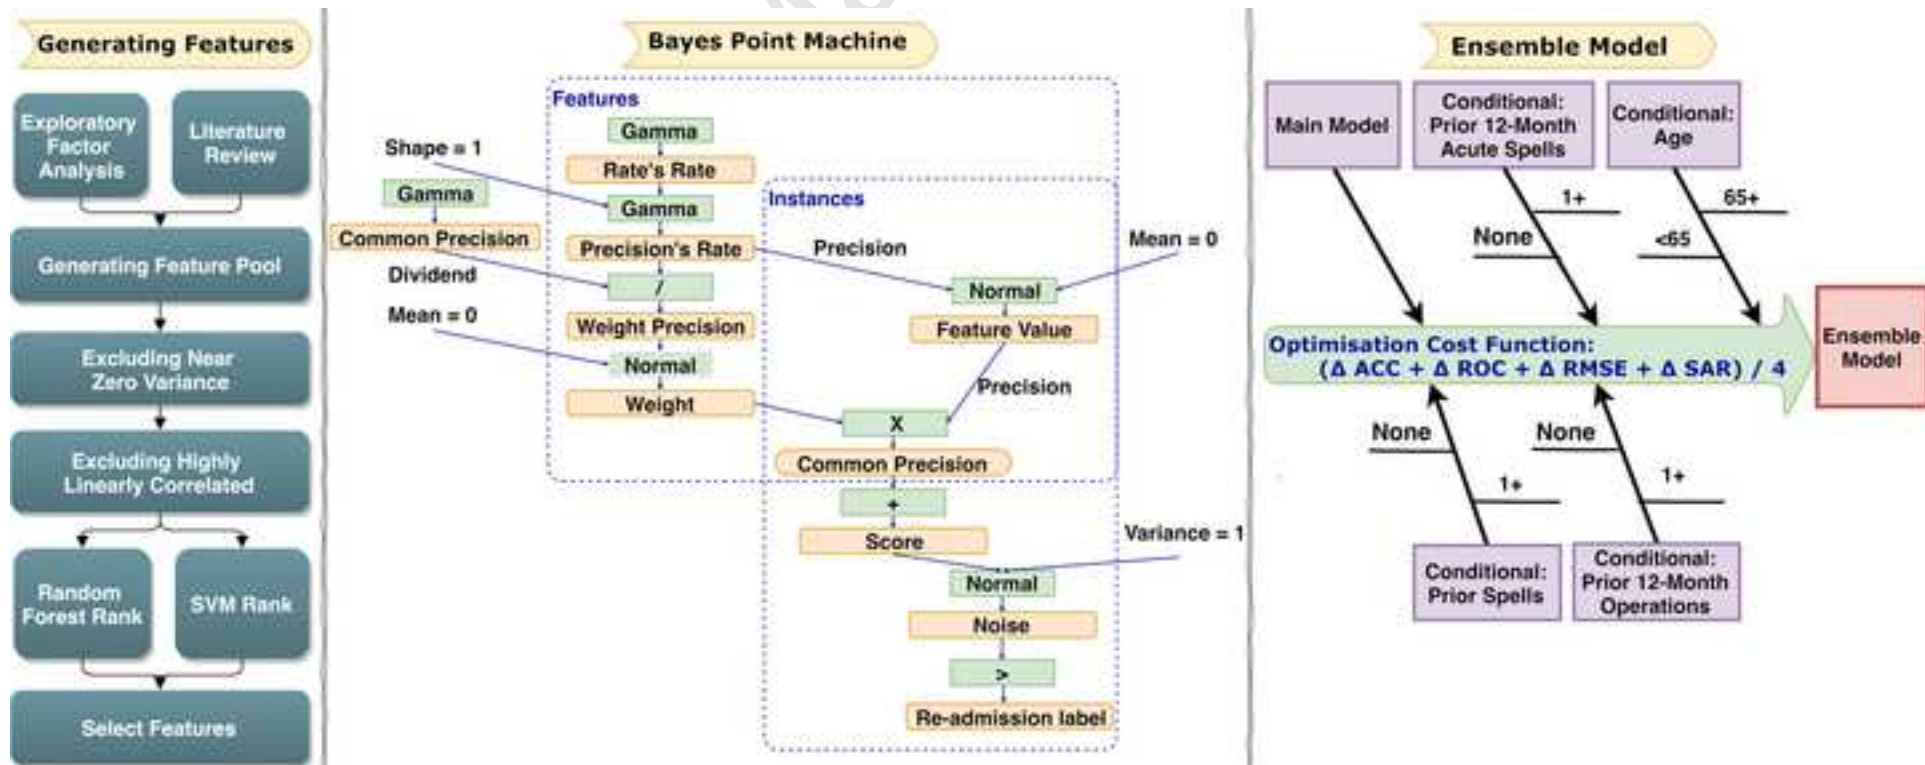 Generating Features
Exploratory
Factor
Analysis
Literature
Review
Generating Feature Pool
Excluding Near
Zero Variance
Excluding Highly
Linearly Correlated
Random
Forest Rank
SVM Rank
Select Features
Bayes Point Machine
Features
Gamma
Shape = 1
Rate's Rate
Gamma
Gamma
Common Precision
Precision's Rate
Instances
Precision
Mean = 0
Dividend
/
Normal
Mean = 0
Weight Precision
Feature Value
Normal
Weight
Precision
X
Common Precision
+
Score
Variance = 1
Normal
Noise
>
Re-admission label
Ensemble Model
Main Model
Conditional:
Prior 12-Month
Acute Spells
Conditional:
Age
1+
None
65+
<65
Optimisation Cost Function:
(Δ ACC + Δ ROC + Δ RMSE + Δ SAR) / 4
Ensemble
Model
None
1+
None
1+
Conditional:
Prior Spells
Conditional:
Prior 12-Month
Operations